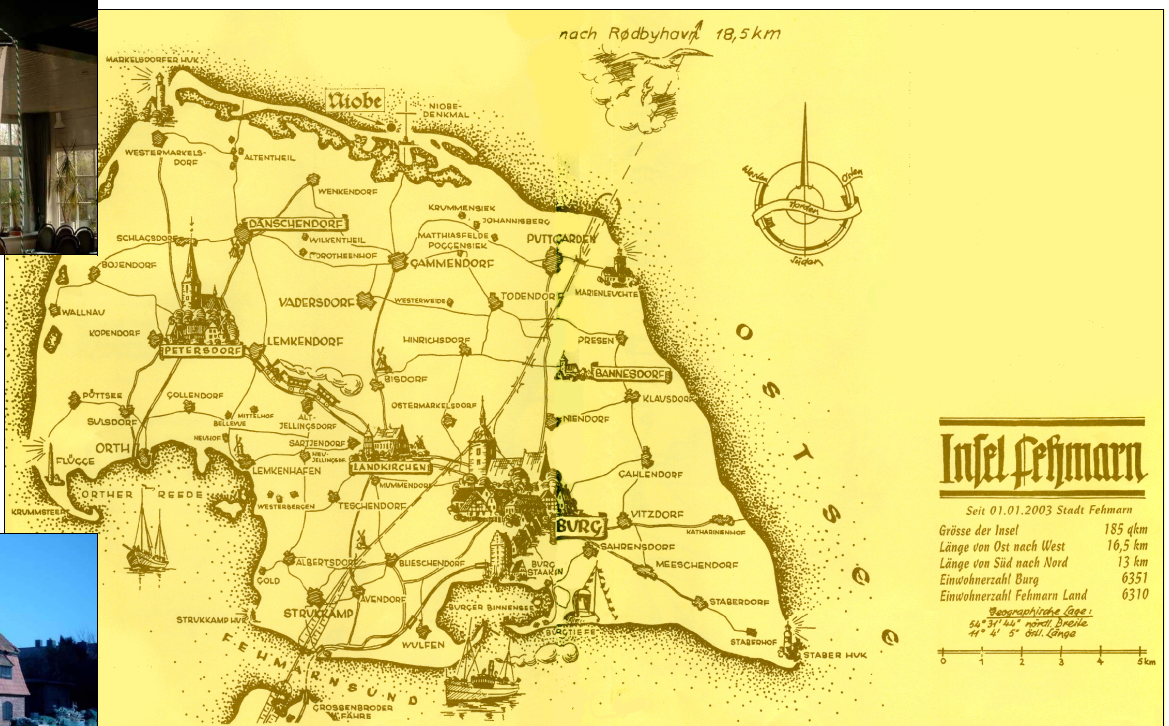 nach Rødbyhavn 18,5 km
MARKELSDORFER HUK
Niobe
NIOBE-
DENKMAL
WESTERMARKELS-
DORF
ALTENTHEIL
WENKENDORF
KRUMMENSIEK
JOHANNISBERG
DÄNSCHENDORF
MATTHIASFELDE
POGGENSIEK
PUTTGARDEN
SCHLAGSDORF
WILKENTHEIL
DOROTHEENHOF
GAMMENDORF
BOJENDORF
MARIENLEUCHTE
VADERSDORF
WESTERWEIDE
TODENDORF
WALLNAU
KOPENDORF
PETERSDORF
LEMKENDORF
HINRICHSDORF
PRESEN
BISDORF
BANNESDORF
PÜTTSEE
GOLLENDORF
KLAUSDORF
SULSDORF
MITTELHOF
BELLEVUE
ALT-
JELLINGSDORF
OSTERMARKELSDORF
NIENDORF
ORTH
NEUHOF
SARTJENDORF
NEU-
JELLINGSDF.
LANDKIRCHEN
FLÜGGE
LEMKENHAFEN
GAHLENDORF
ORTHER REEDE
MUMMENDORF
WESTERBERGEN
TESCHENDORF
KRUMMSTEERT
BURG
VITZDORF
KATHARINENHOF
SAHRENSDORF
ALBERTSDORF
BLIESCHENDORF
BURG
STAAKEN
MEESCHENDORF
GOLD
AVENDORF
STRUKKAMP
BURGER BINNENSEE
STABERDORF
STRUKKAMP HUK
WULFEN
BURGTIEFE
STABERHOF
STABER HUK
FEHMARNSUND
GROSSENBRODER
FÄHRE
OSTSEE
Westen
Osten
Norden
Süden
Insel Fehmarn
Seit 01.01.2003 Stadt Fehmarn
Grösse der Insel 185 qkm
Länge von Ost nach West 16,5 km
Länge von Süd nach Nord 13 km
Einwohnerzahl Burg 6351
Einwohnerzahl Fehmarn Land 6310
Geographische Lage:
54° 31' 44" nördl. Breite
11° 4' 5" östl. Länge
0 1 2 3 4 5 km